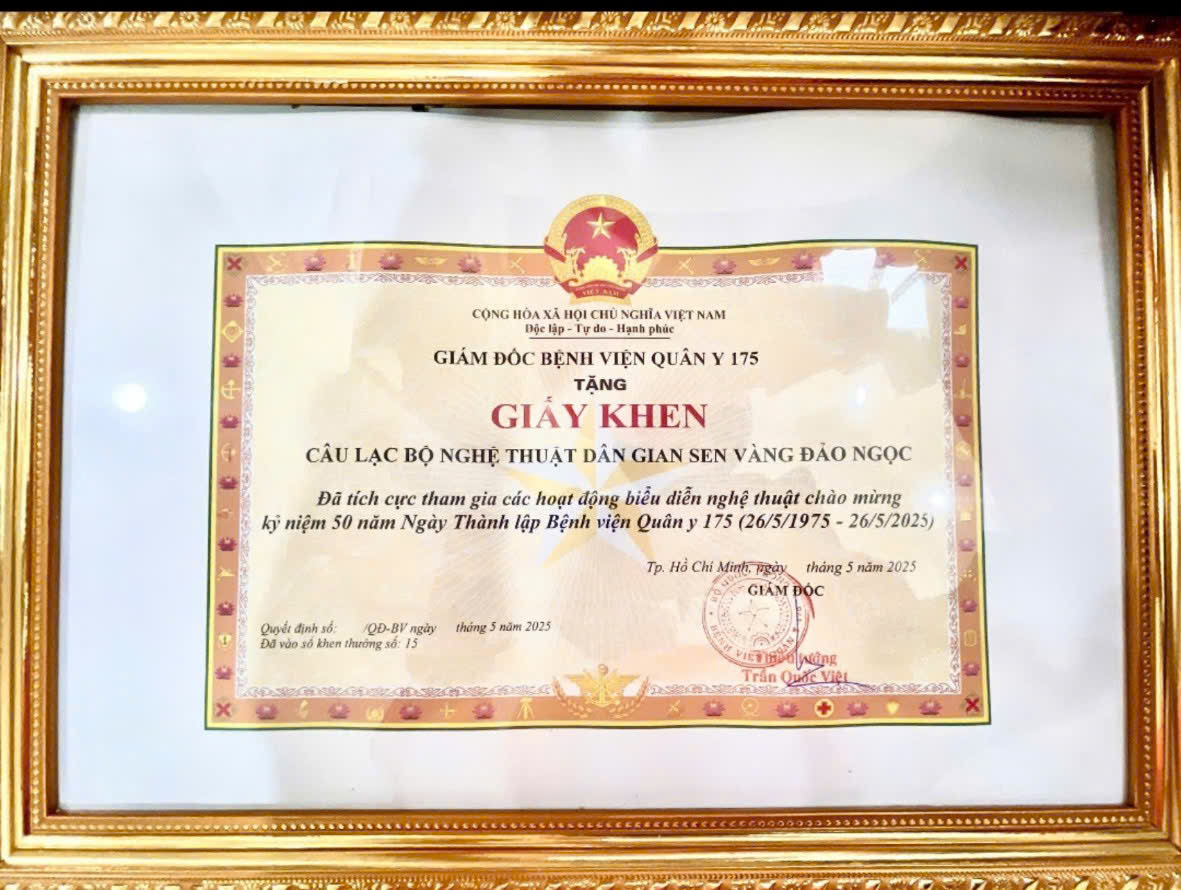 VIỆT NAM
CỘNG HÒA XÃ HỘI CHỦ NGHĨA VIỆT NAM
Độc lập - Tự do - Hạnh phúc
GIÁM ĐỐC BỆNH VIỆN QUÂN Y 175
TẶNG
GIẤY KHEN
CÂU LẠC BỘ NGHỆ THUẬT DÂN GIAN SEN VÀNG ĐẢO NGỌC
Đã tích cực tham gia các hoạt động biểu diễn nghệ thuật chào mừng
kỷ niệm 50 năm Ngày Thành lập Bệnh viện Quân y 175 (26/5/1975 - 26/5/2025)
Tp. Hồ Chí Minh, ngày tháng 5 năm 2025
GIÁM ĐỐC
Quyết định số: /QĐ-BV ngày tháng 5 năm 2025
Đã vào sổ khen thưởng số: 15
Thiếu tướng
Trần Quốc Việt